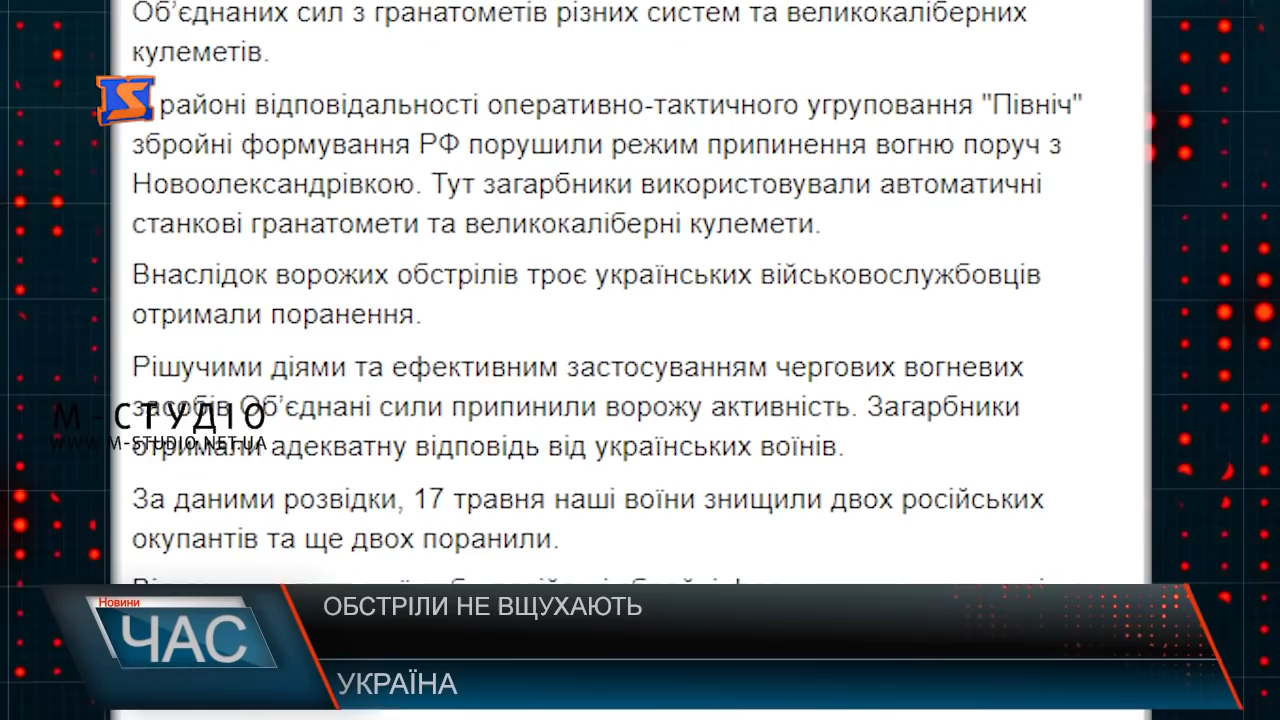 Об’єднаних сил з гранатометів різних систем та великокаліберних
кулеметів.
районі відповідальності оперативно-тактичного угруповання "Північ"
збройні формування РФ порушили режим припинення вогню поруч з
Новоолександрівкою. Тут загарбники використовували автоматичні
станкові гранатомети та великокаліберні кулемети.
Внаслідок ворожих обстрілів троє українських військовослужбовців
отримали поранення.
Рішучими діями та ефективним застосуванням чергових вогневих
засобів Об’єднані сили припинили ворожу активність. Загарбники
отримали адекватну відповідь від українських воїнів.
М-СТУДІО
WWW.M-STUDIO.NET.UA
За даними розвідки, 17 травня наші воїни знищили двох російських
окупантів та ще двох поранили.
Новини
ЧАС
ОБСТРІЛИ НЕ ВЩУХАЮТЬ
УКРАЇНА